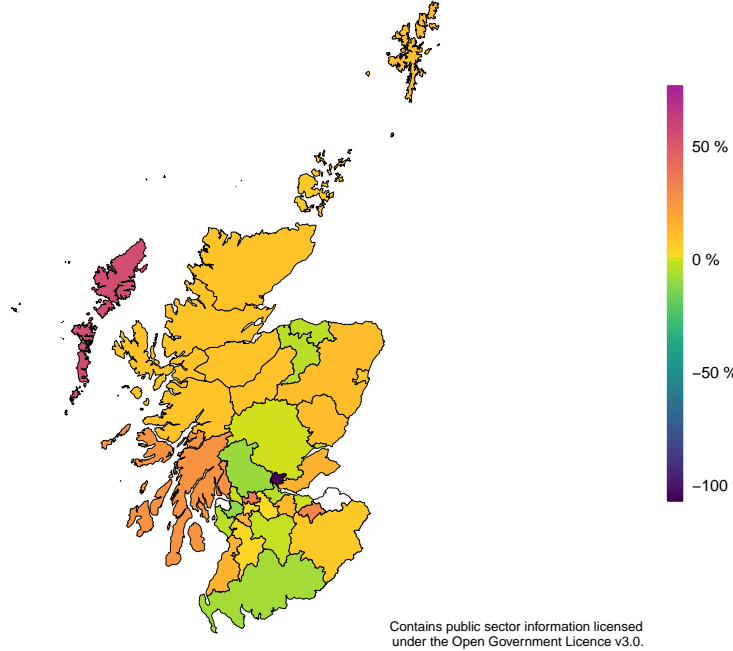 50 %
0 %
−50 %
−100 %
Contains public sector information licensed
under the Open Government Licence v3.0.